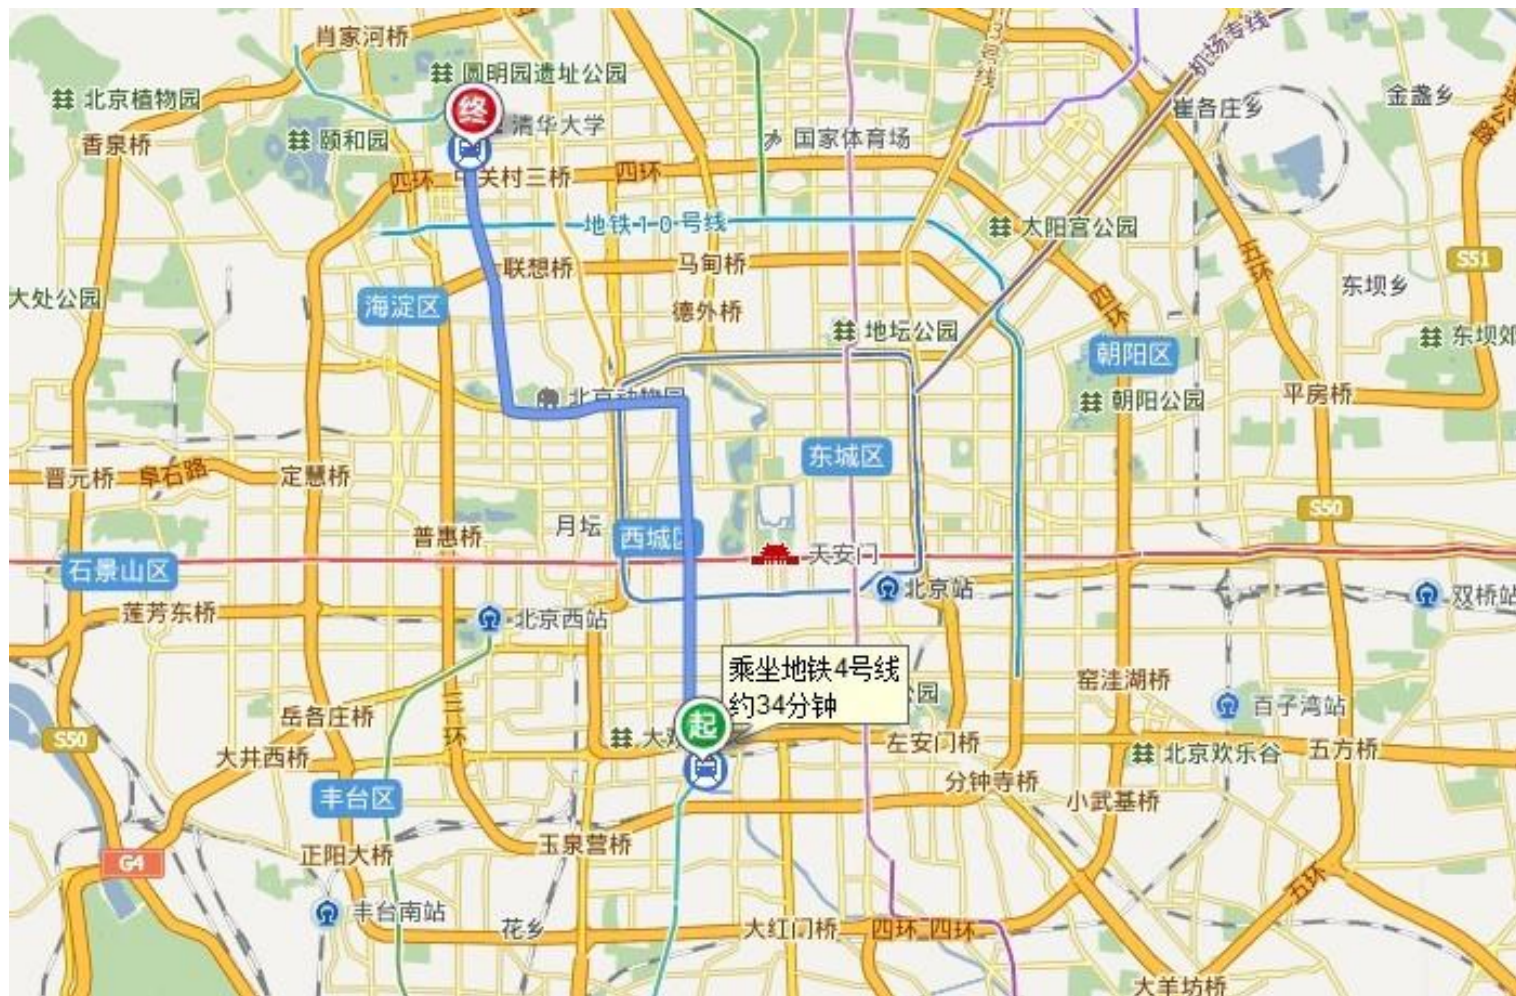 肖家河桥
3号线
机场专线
圆明园遗址公园
北京植物园
终
清华大学
国家体育场
崔各庄乡
金盏乡
香泉桥
颐和园
四环
关村三桥
四环
地铁10号线
太阳宫公园
联想桥
马甸桥
五环
S51
大处公园
海淀区
德外桥
四环
东坝乡
地坛公园
朝阳区
东坝郊
北京动物园
朝阳公园
平房桥
东城区
晋元桥
阜石路
定慧桥
S50
普惠桥
月坛
西城区
天安门
石景山区
北京站
双桥站
莲芳东桥
北京西站
乘坐地铁4号线
约34分钟
公园
窑洼湖桥
岳各庄桥
三环
起
百子湾站
S50
大井西桥
左安门桥
北京欢乐谷
五方桥
丰台区
分钟寺桥
小武基桥
玉泉营桥
正阳大桥
G4
五环
丰台南站
花乡
大红门桥
四环
四环
大羊坊桥